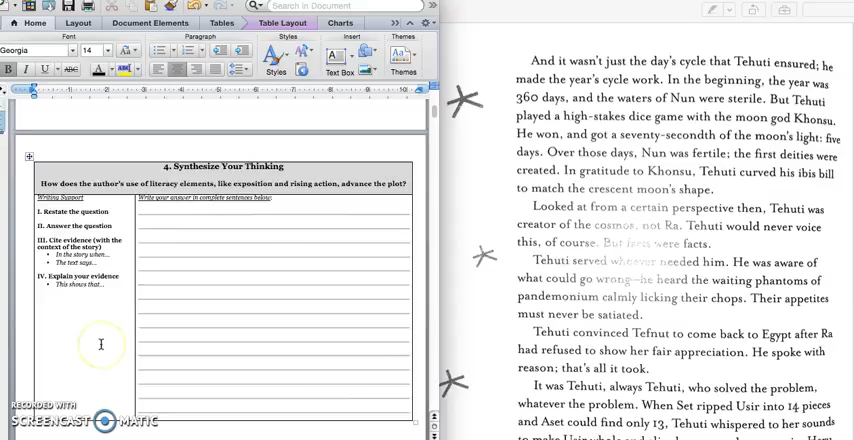 Search in Document
Home
Layout
Document Elements
Tables
Table Layout
Charts
Font
Paragraph
Styles
Insert
Themes
Georgia
14
Aa
B I U ABC
A
ABC
Styles
Text Box
Aa
Themes
4. Synthesize Your Thinking
How does the author's use of literacy elements, like exposition and rising action, advance the plot?
Writing Support
Write your answer in complete sentences below:
I. Restate the question
II. Answer the question
III. Cite evidence (with the
context of the story)
• In the story when...
• The text says...
IV. Explain your evidence
• This shows that...
RECORDED WITH
SCREENCAST MATIC
And it wasn't just the day's cycle that Tehuti ensured; he
made the year's cycle work. In the beginning, the year was
360 days, and the waters of Nun were sterile. But Tehuti
played a high-stakes dice game with the moon god Khonsu.
He won, and got a seventy-secondth of the moon's light: five
days. Over those days, Nun was fertile; the first deities were
created. In gratitude to Khonsu, Tehuti curved his ibis bill
to match the crescent moon's shape.
Looked at from a certain perspective then, Tehuti was
creator of the cosmos, not Ra. Tehuti would never voice
this, of course. But facts were facts.
Tehuti served whoever needed him. He was aware of
what could go wrong—he heard the waiting phantoms of
pandemonium calmly licking their chops. Their appetites
must never be satiated.
Tehuti convinced Tefnut to come back to Egypt after Ra
had refused to show her fair appreciation. He spoke with
reason; that's all it took.
It was Tehuti, always Tehuti, who solved the problem,
whatever the problem. When Set ripped Usir into 14 pieces
and Aset could find only 13, Tehuti whispered to her sounds